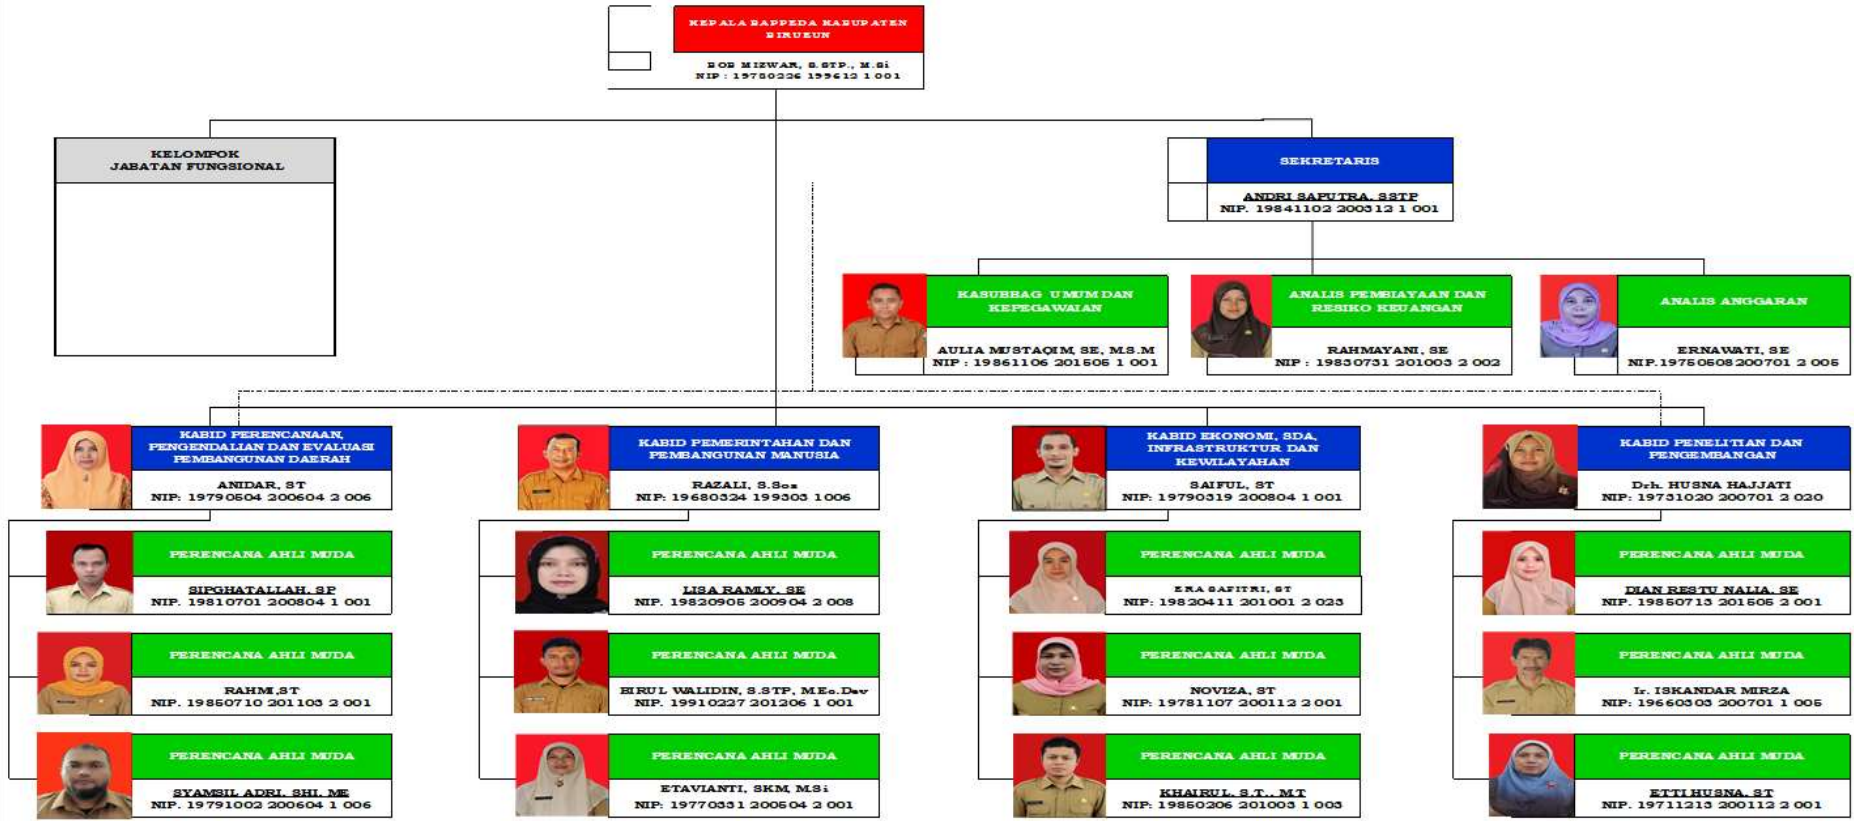 KEPALA BAPPEDA KABUPATEN
BIREUEUN
BOB MIZWAR, S.STP., M.Si
NIP : 19780226 199612 1 001
KELOMPOK
JABATAN FUNGSIONAL
SEKRETARIS
ANDRI SAPUTRA, SSTP
NIP. 19841102 200312 1 001
KASUBBAG UMUM DAN
KEPEGAWAIAN
AULIA MUSTAQIM, SE, M.S.M
NIP : 19861106 201505 1 001
ANALIS PEMBIAYAAN DAN
RESIKO KEUANGAN
RAHMAYANI, SE
NIP : 19830731 201003 2 002
ANALIS ANGGARAN
ERNAWATI, SE
NIP.19750508200701 2 005
KABID PERENCANAAN,
PENGENDALIAN DAN EVALUASI
PEMBANGUNAN DAERAH
ANIDAR, ST
NIP: 19790504 200604 2 006
KABID PEMERINTAHAN DAN
PEMBANGUNAN MANUSIA
RAZALI, S.Sos
NIP: 19680324 199303 1006
KABID EKONOMI, SDA,
INFRASTRUKTUR DAN
KEWILAYAHAN
SAIFUL, ST
NIP: 19790319 200804 1 001
KABID PENELITIAN DAN
PENGEMBANGAN
Drh. HUSNA HAJJATI
NIP: 19731020 200701 2 020
PERENCANA AHLI MUDA
SIPGHATALLAH, SP
NIP. 19810701 200804 1 001
PERENCANA AHLI MUDA
LISA RAMLY, SE
NIP. 19820905 200904 2 008
PERENCANA AHLI MUDA
ERA SAFITRI, ST
NIP: 19820411 201001 2 023
PERENCANA AHLI MUDA
DIAN RESTU NALIA, SE
NIP. 19850713 201505 2 001
PERENCANA AHLI MUDA
RAHMI,ST
NIP. 19850710 201103 2 001
PERENCANA AHLI MUDA
BIRUL WALIDIN, S.STP, M.Ec.Dev
NIP. 19910227 201206 1 001
PERENCANA AHLI MUDA
NOVIZA, ST
NIP: 19781107 200112 2 001
PERENCANA AHLI MUDA
Ir. ISKANDAR MIRZA
NIP: 19660303 200701 1 005
PERENCANA AHLI MUDA
SYAMSIL ADRI, SHI, ME
NIP. 19791002 200604 1 006
PERENCANA AHLI MUDA
ETAVIANTI, SKM, M.Si
NIP: 19770331 200504 2 001
PERENCANA AHLI MUDA
KHAIRUL, S.T., M.T
NIP: 19850206 201003 1 003
PERENCANA AHLI MUDA
ETTI HUSNA, ST
NIP. 19711213 200112 2 001